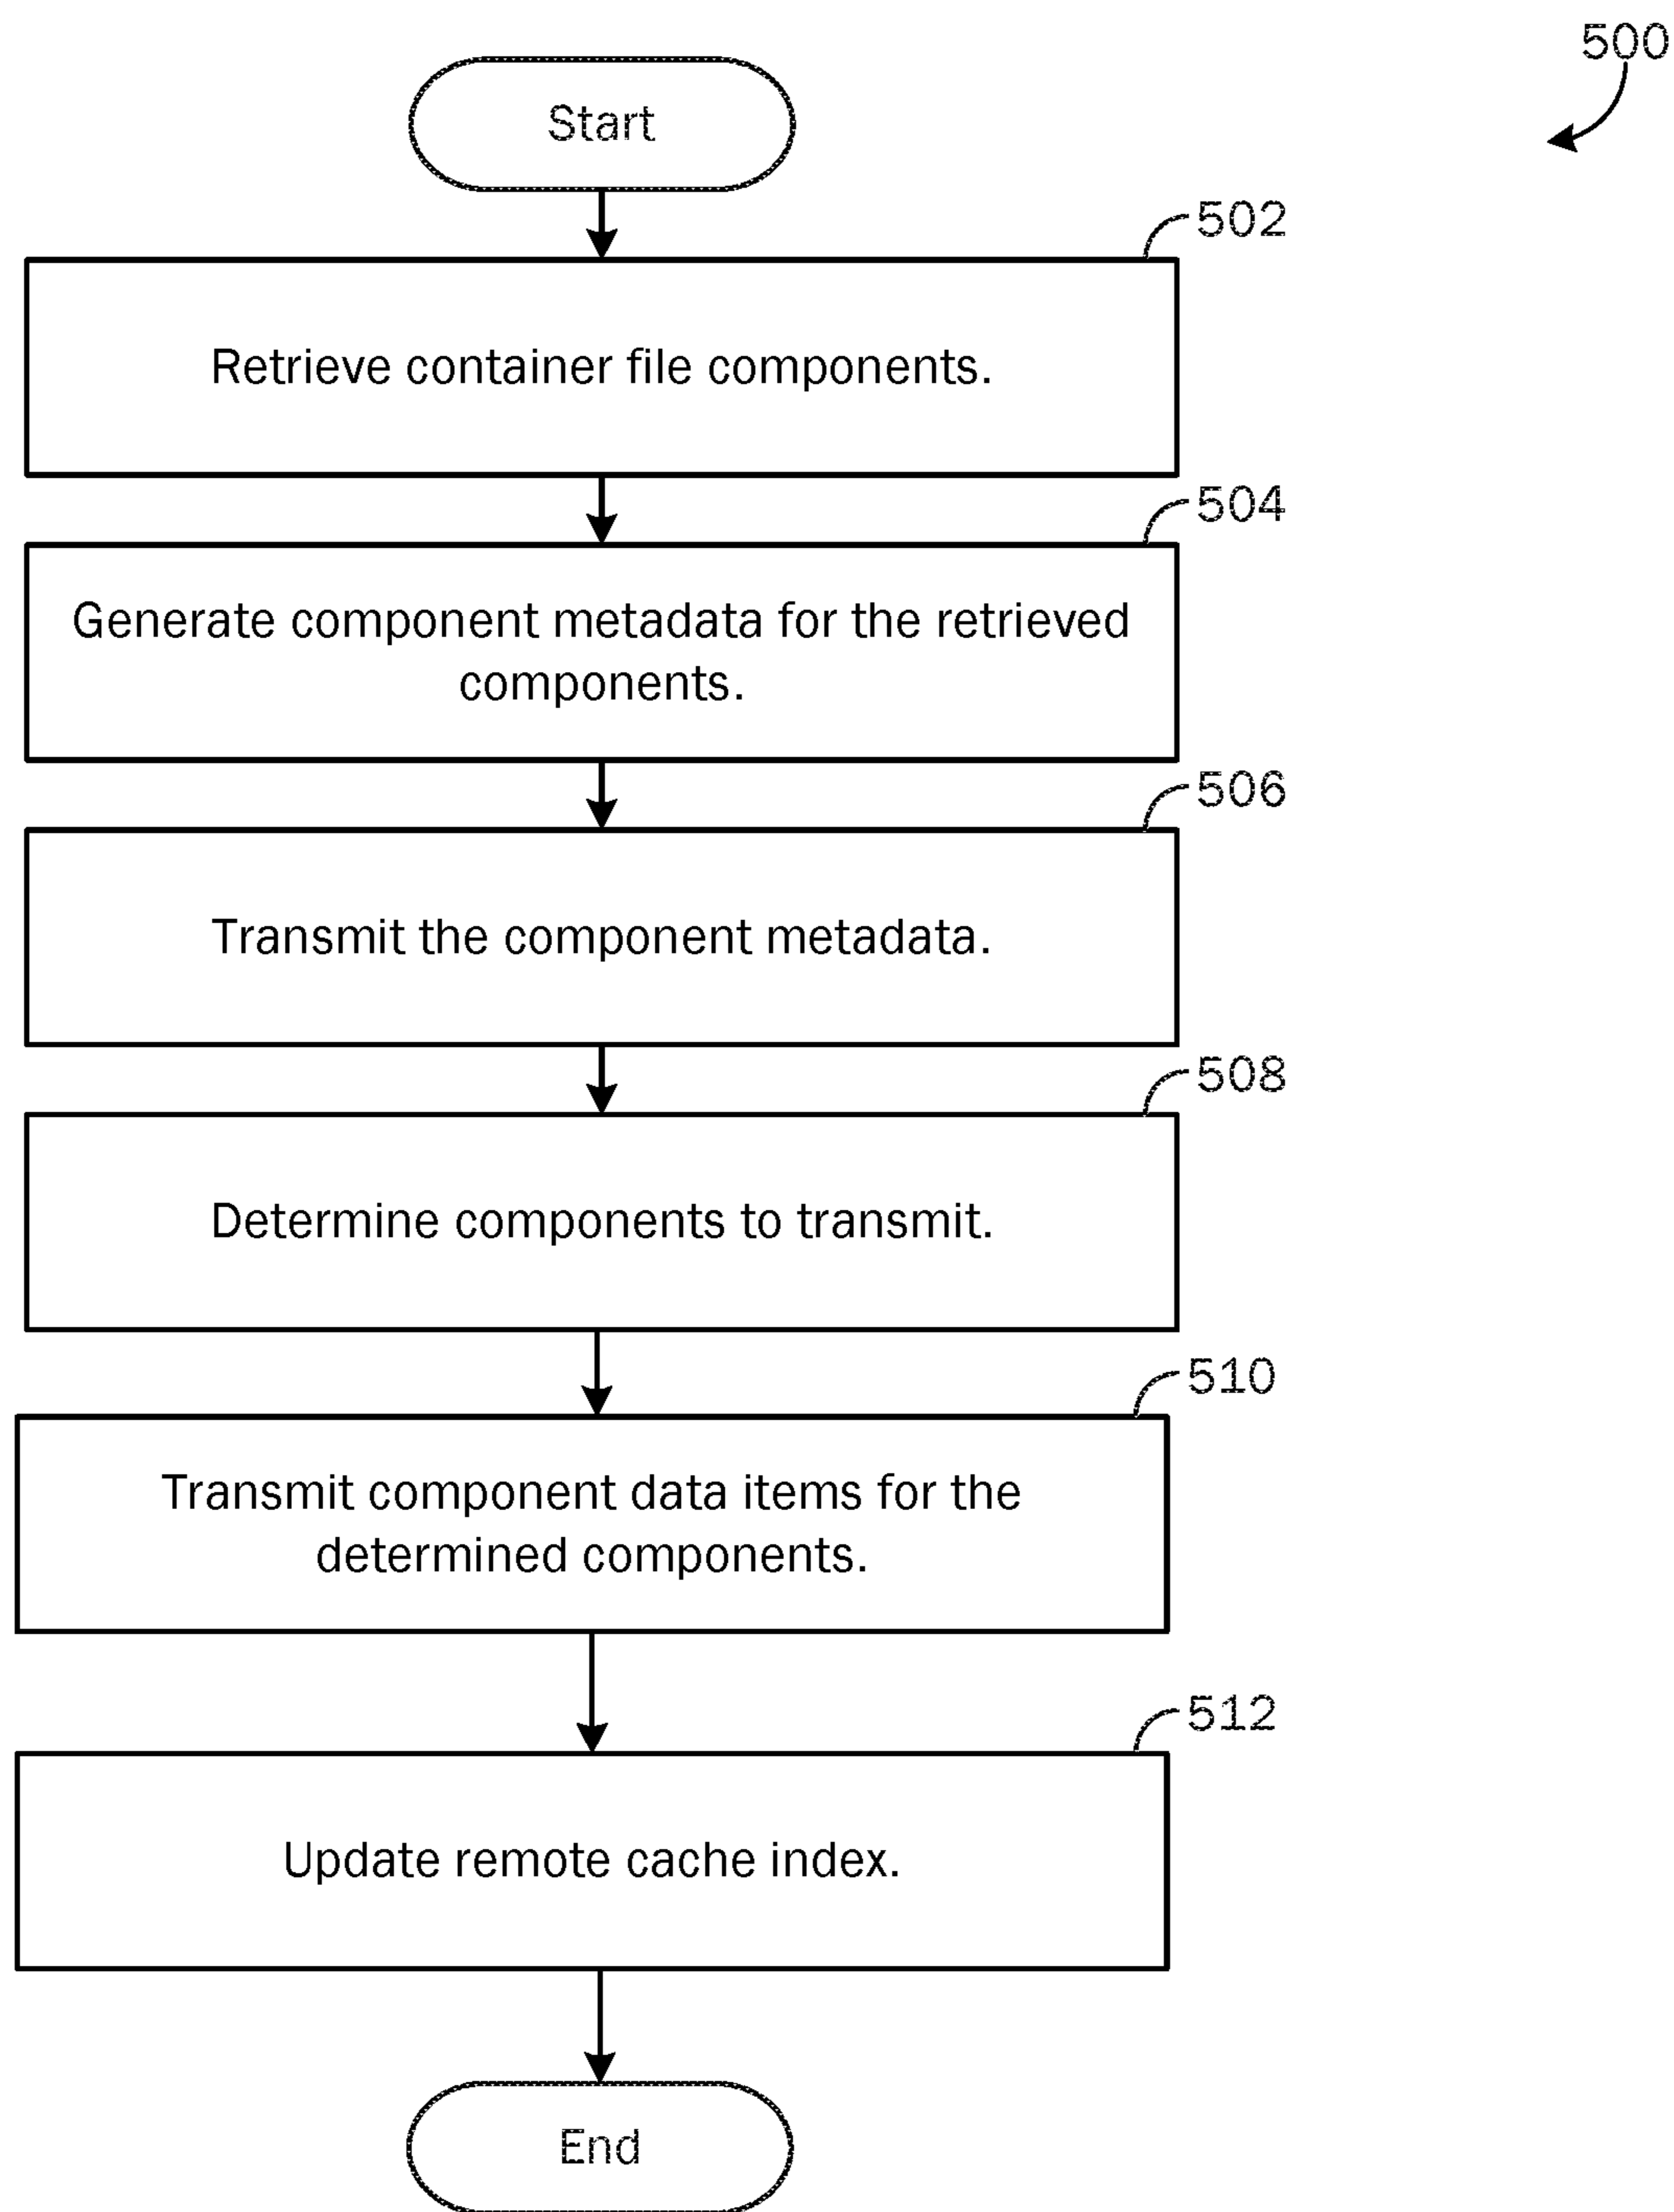 500
Start
502
Retrieve container file components.
504
Generate component metadata for the retrieved
components.
506
Transmit the component metadata.
508
Determine components to transmit.
510
Transmit component data items for the
determined components.
512
Update remote cache index.
End